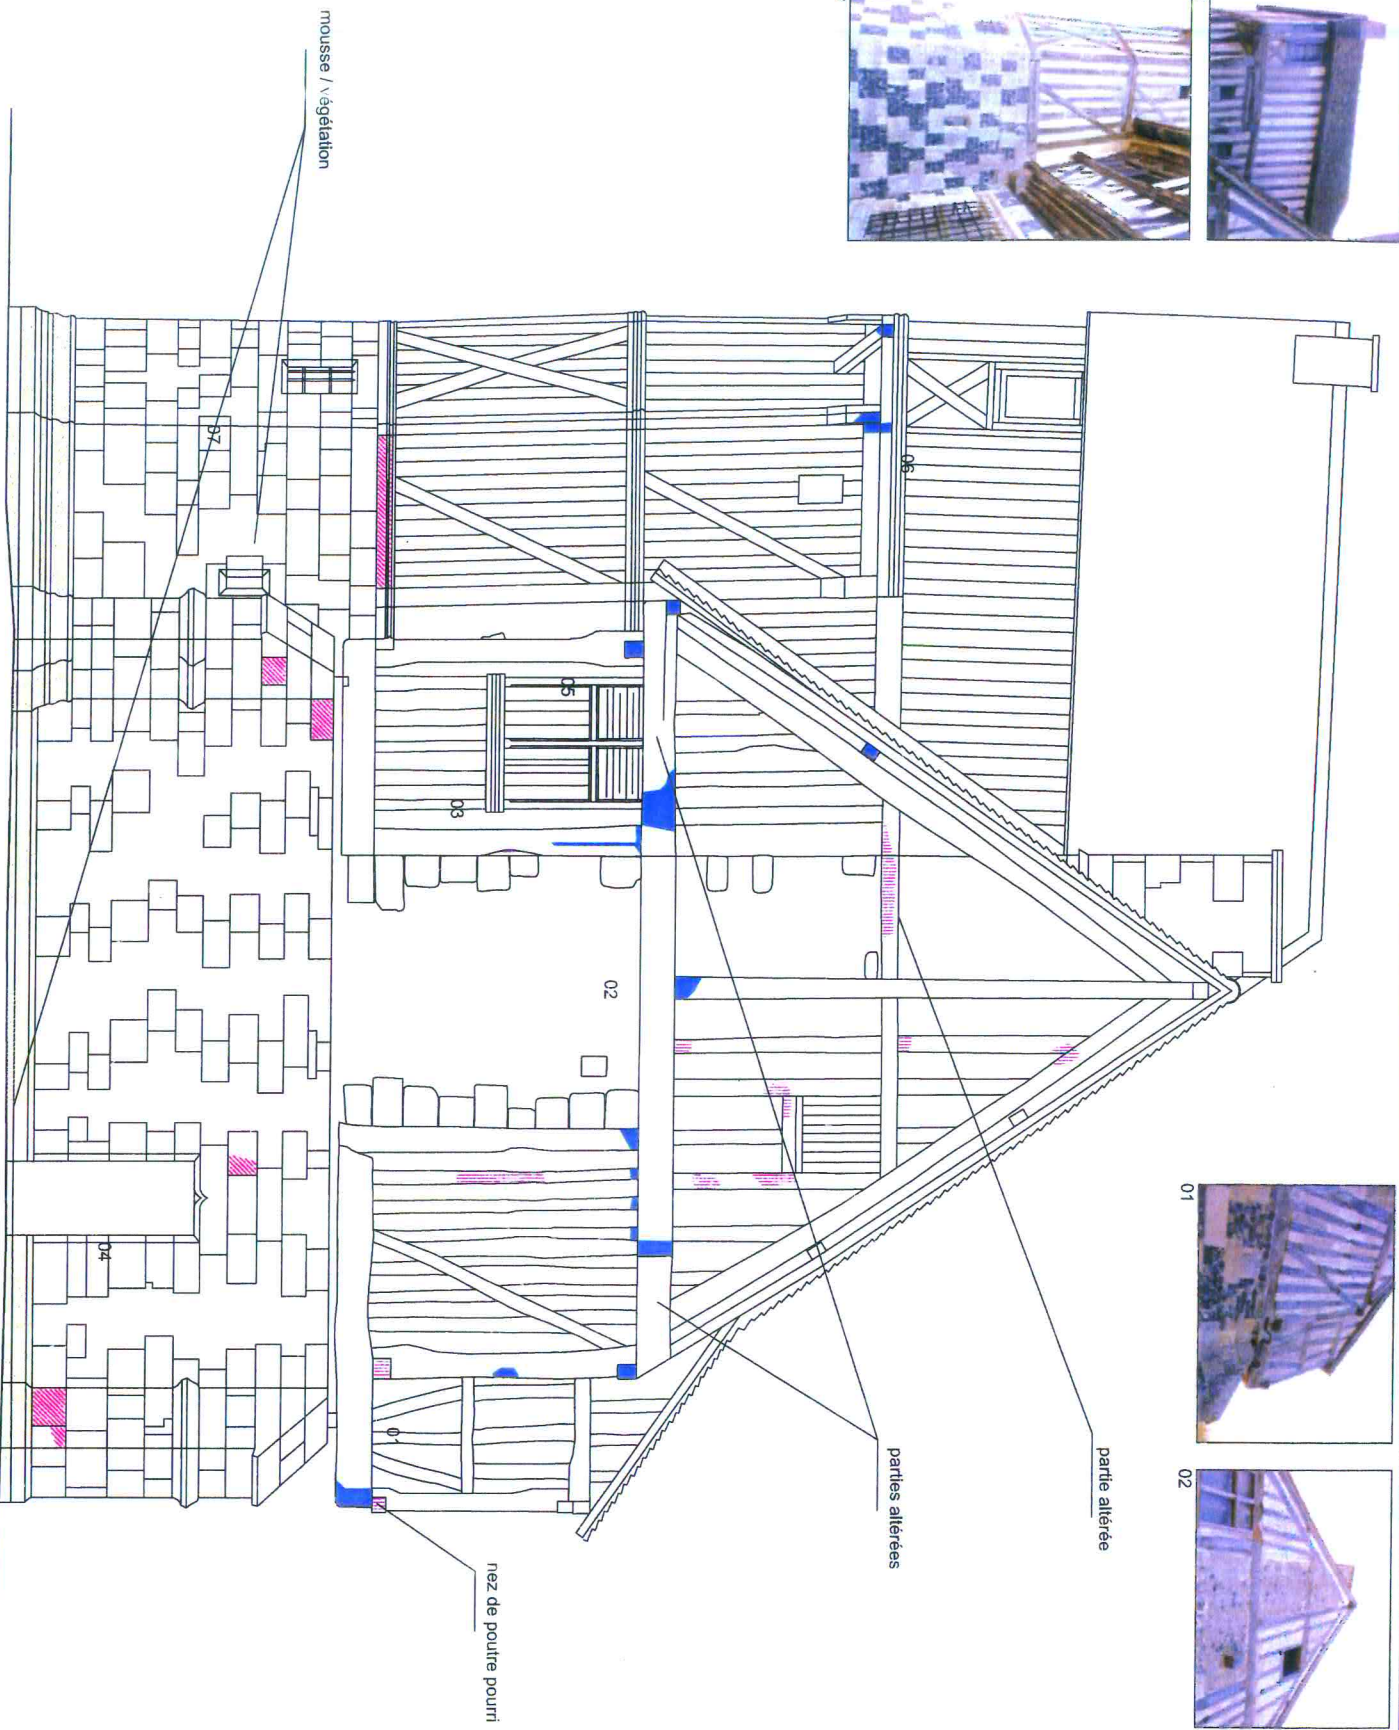 01
02
partie altérée
parties altérées
nez de poutre pourri
mousse / végétation
06
05
03
02
01
07
04